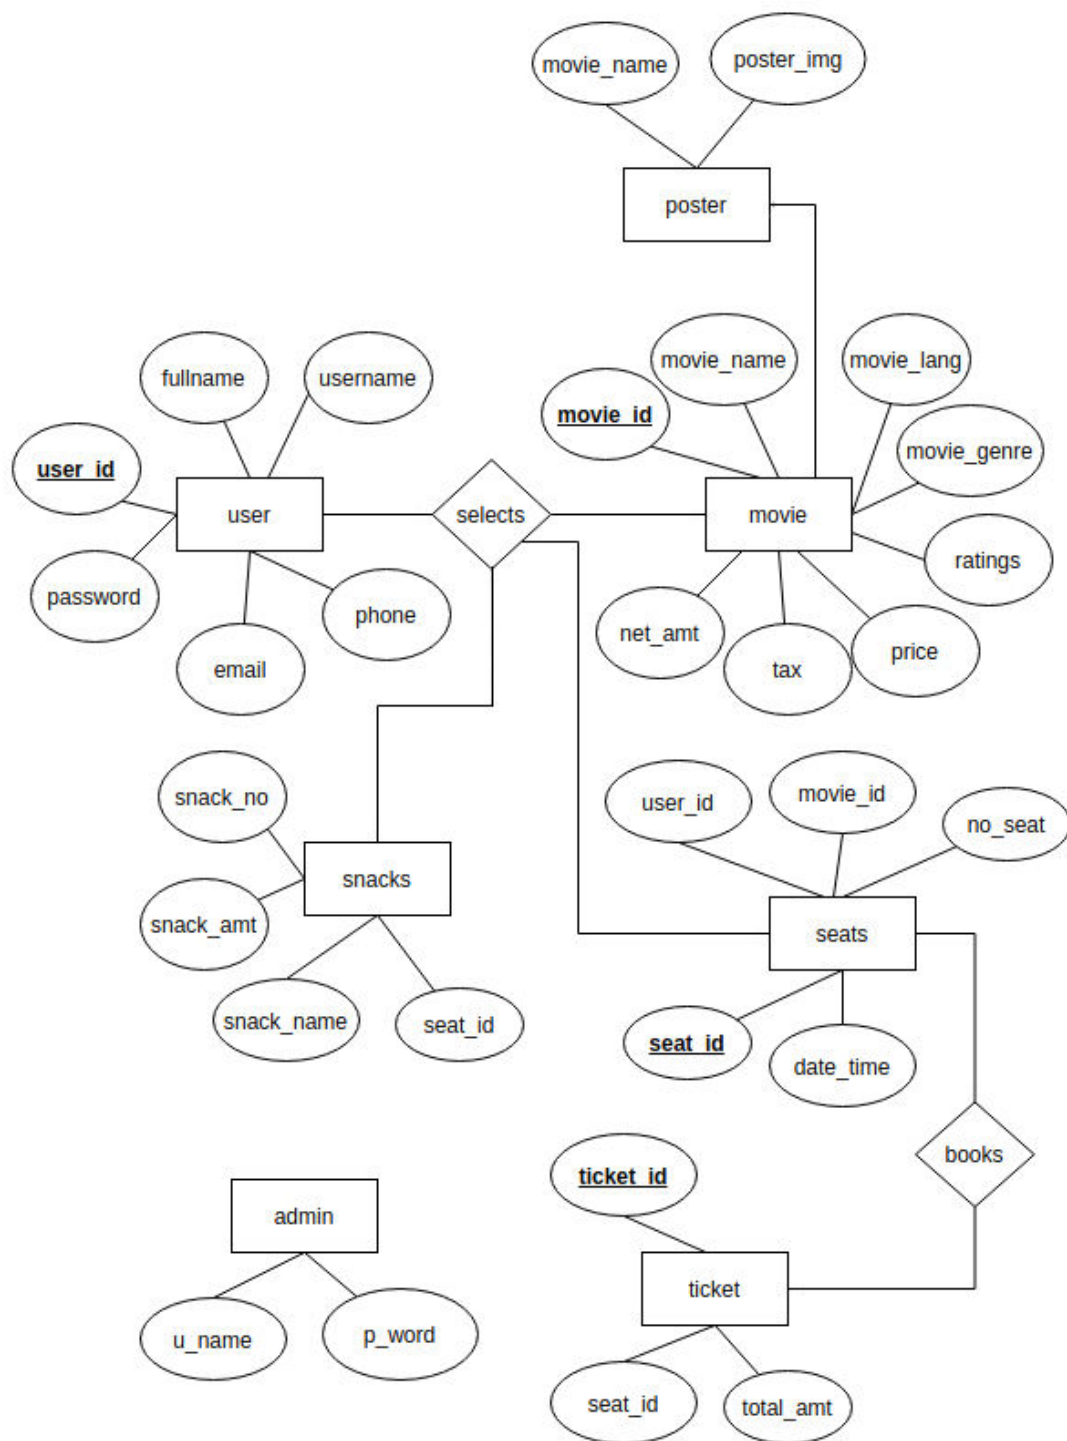 movie_name
poster_img
poster
fullname
username
user_id
user
password
email
phone
selects
movie_name
movie_lang
movie_id
movie_genre
movie
ratings
net_amt
tax
price
snack_no
snacks
snack_amt
snack_name
seat_id
user_id
movie_id
no_seat
seats
seat_id
date_time
books
admin
u_name
p_word
ticket_id
ticket
seat_id
total_amt